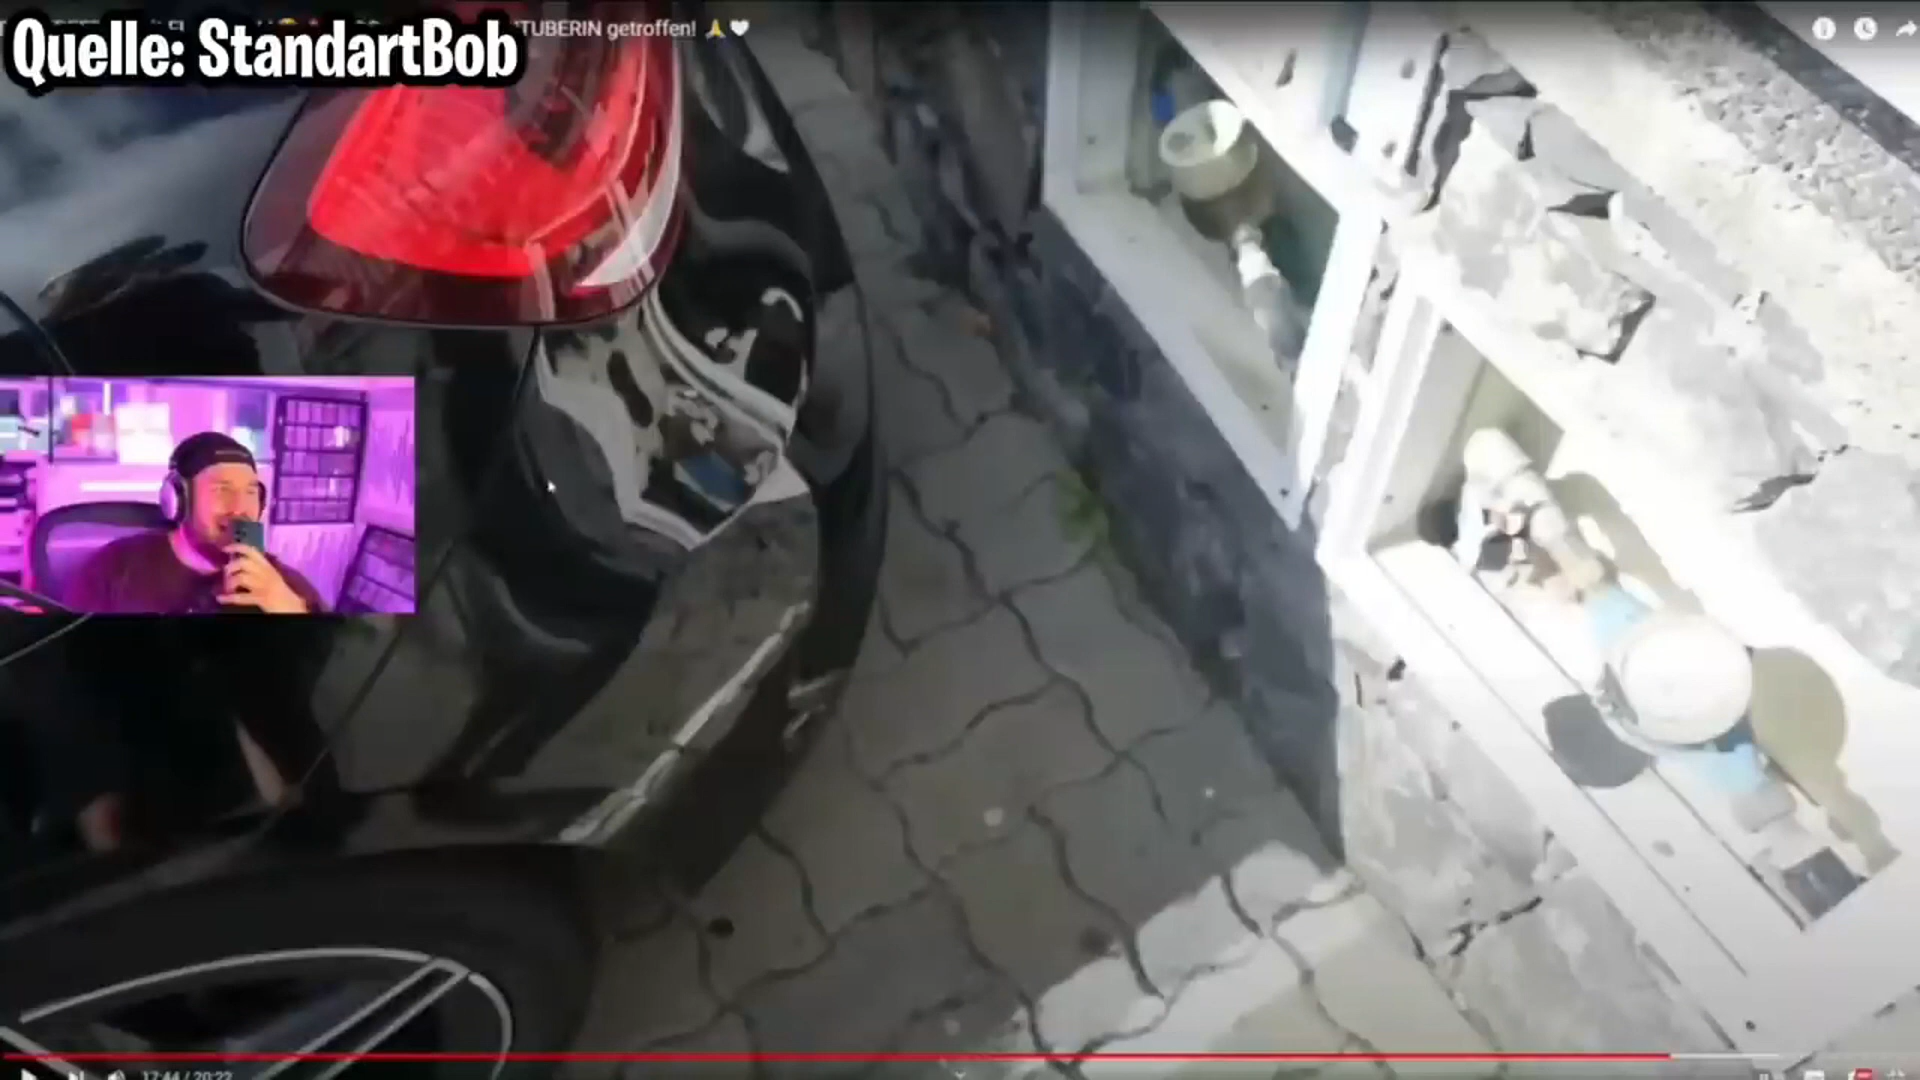 TUBERIN getroffen! 🙏🤍
Quelle: StandartBob
17:44 / 20:22